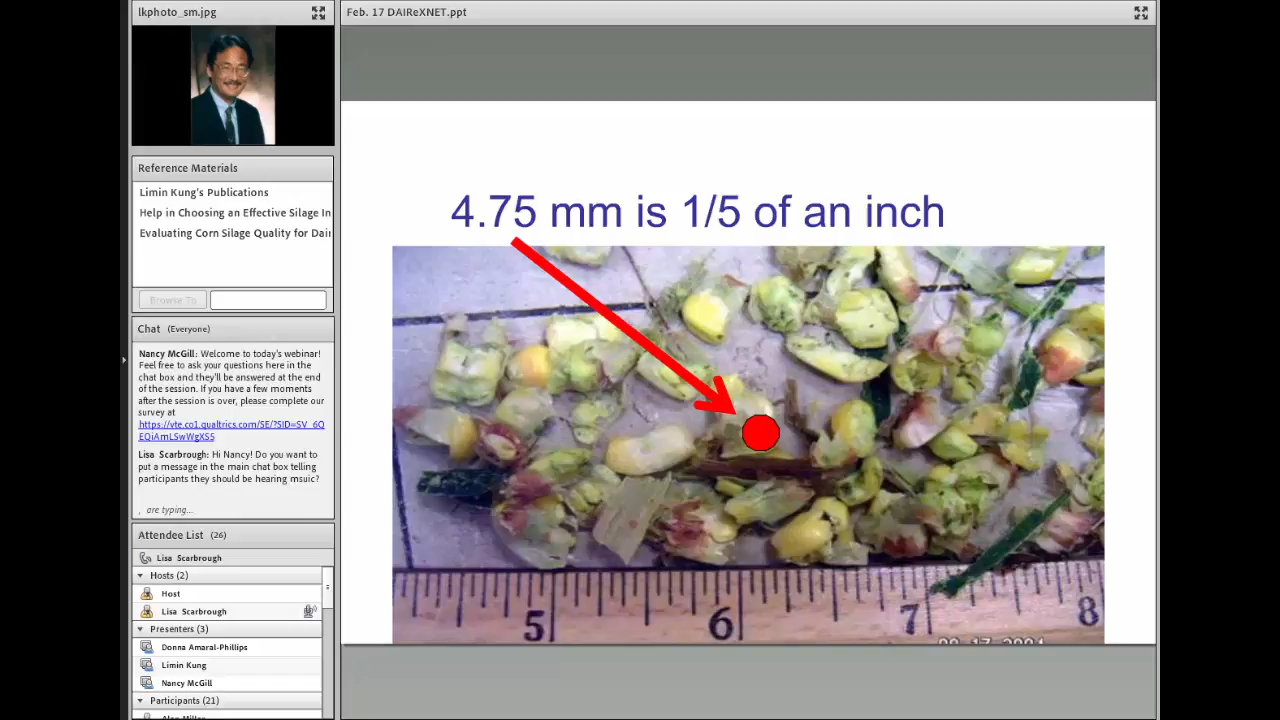 lkphoto_sm.jpg
Reference Materials
Limin Kung's Publications
Help in Choosing an Effective Silage In
Evaluating Corn Silage Quality for Dair
Browse To
Chat (Everyone)
Nancy McGill: Welcome to today's webinar!
Feel free to ask your questions here in the
chat box and they'll be answered at the end
of the session. If you have a few moments
after the session is over, please complete our
survey at
https://vte.co1.qualtrics.com/SE/?SID=SV_6Q
EQiAmLSwWgXS5
Lisa Scarbrough: Hi Nancy! Do you want to
put a message in the main chat box telling
participants they should be hearing msuic?
, are typing...
Attendee List (26)
Lisa Scarbrough
Hosts (2)
Host
Lisa Scarbrough
Presenters (3)
Donna Amaral-Phillips
Limin Kung
Nancy McGill
Participants (21)
Feb. 17 DAIReXNET.ppt
4.75 mm is 1/5 of an inch
5 6 7 8